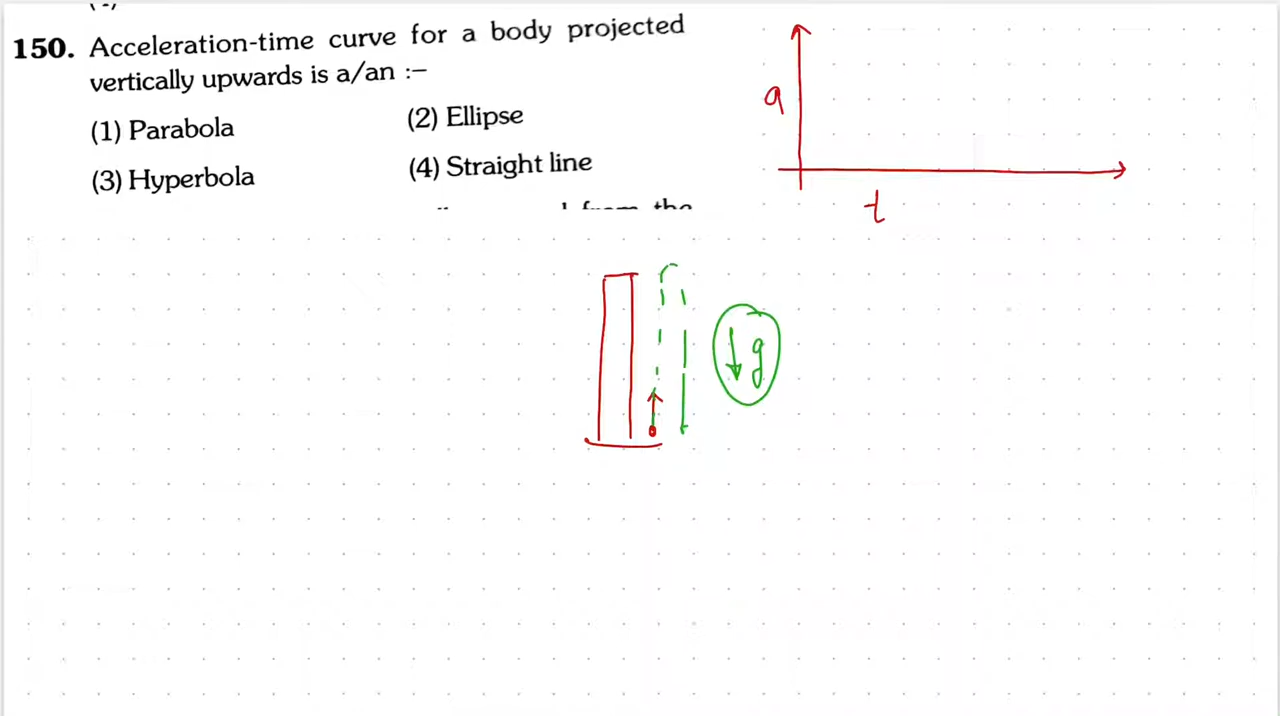 150. Acceleration-time curve for a body projected
vertically upwards is a/an :–
(1) Parabola (2) Ellipse
(3) Hyperbola (4) Straight line
the
a
t
g